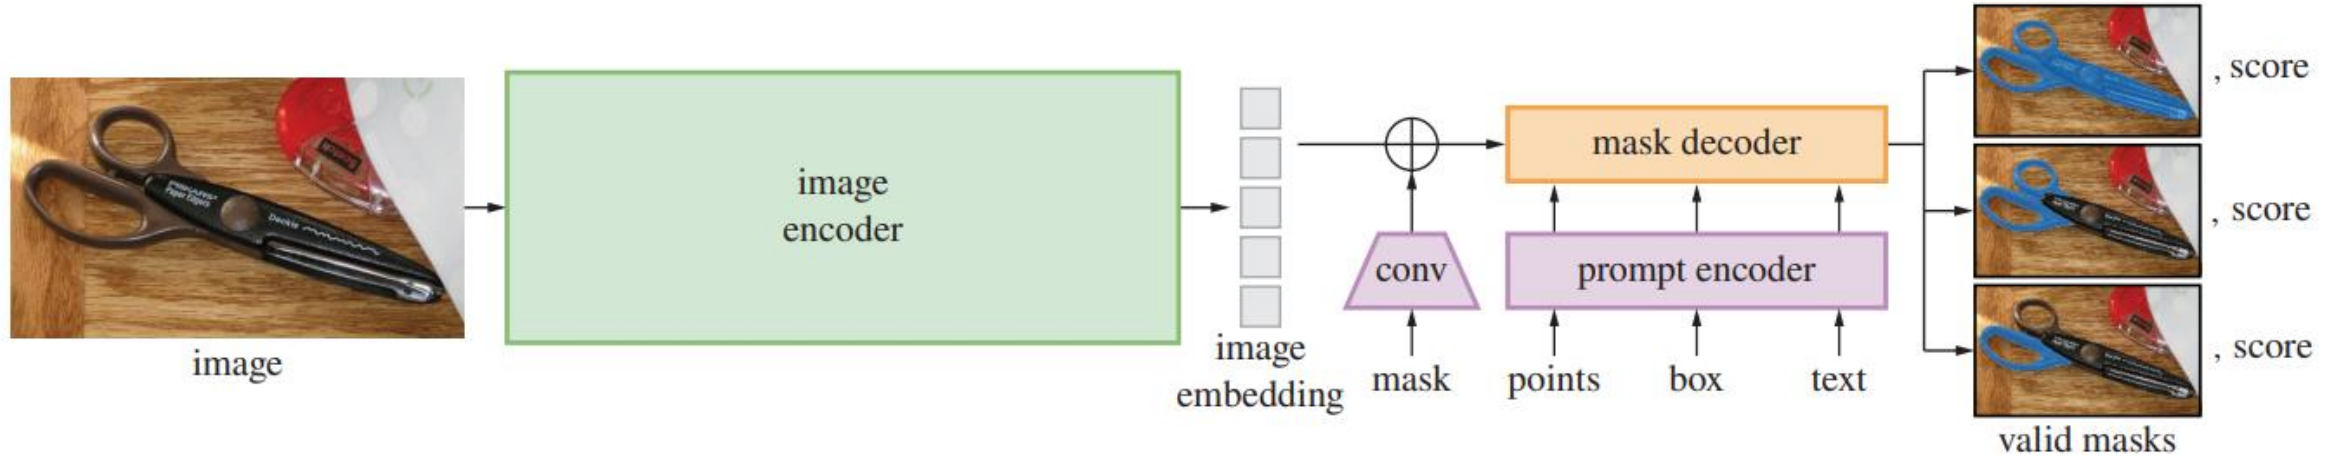 image
image
encoder
image
embedding
conv
mask
mask decoder
prompt encoder
points
box
text
, score
, score
, score
valid masks